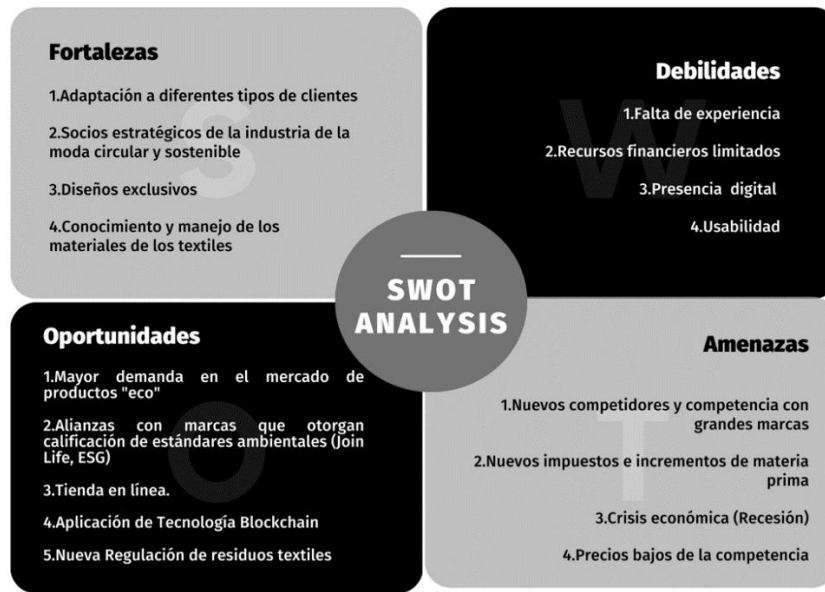 Fortalezas
1.Adaptación a diferentes tipos de clientes
2.Socios estratégicos de la industria de la
moda circular y sostenible
3.Diseños exclusivos
4.Conocimiento y manejo de los
materiales de los textiles
S
Debilidades
1.Falta de experiencia
2.Recursos financieros limitados
3.Presencia digital
4.Usabilidad
W
SWOT
ANALYSIS
Oportunidades
1.Mayor demanda en el mercado de
productos "eco"
2.Alianzas con marcas que otorgan
calificación de estándares ambientales (Join
Life, ESG)
3.Tienda en línea.
4.Aplicación de Tecnología Blockchain
5.Nueva Regulación de residuos textiles
O
Amenazas
1.Nuevos competidores y competencia con
grandes marcas
2.Nuevos impuestos e incrementos de materia
prima
3.Crisis económica (Recesión)
4.Precios bajos de la competencia
T